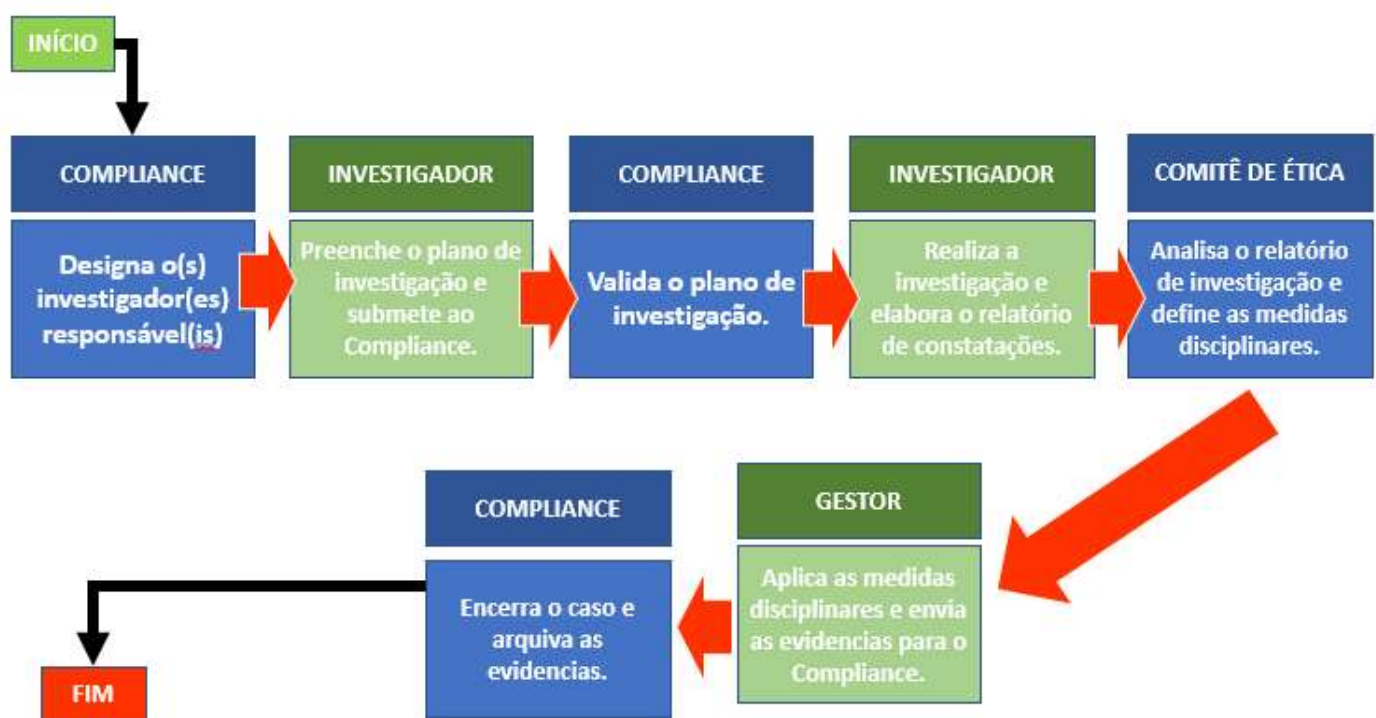 INÍCIO
COMPLIANCE
Designa o(s)
investigador(es)
responsável(is)
INVESTIGADOR
Preenche o plano de
investigação e
submete ao
Compliance.
COMPLIANCE
Valida o plano de
investigação.
INVESTIGADOR
Realiza a
investigação e
elabora o relatório
de constatações.
COMITÊ DE ÉTICA
Analisa o relatório
de investigação e
define as medidas
disciplinares.
GESTOR
Aplica as medidas
disciplinares e envia
as evidencias para o
Compliance.
COMPLIANCE
Encerra o caso e
arquiva as
evidencias.
FIM